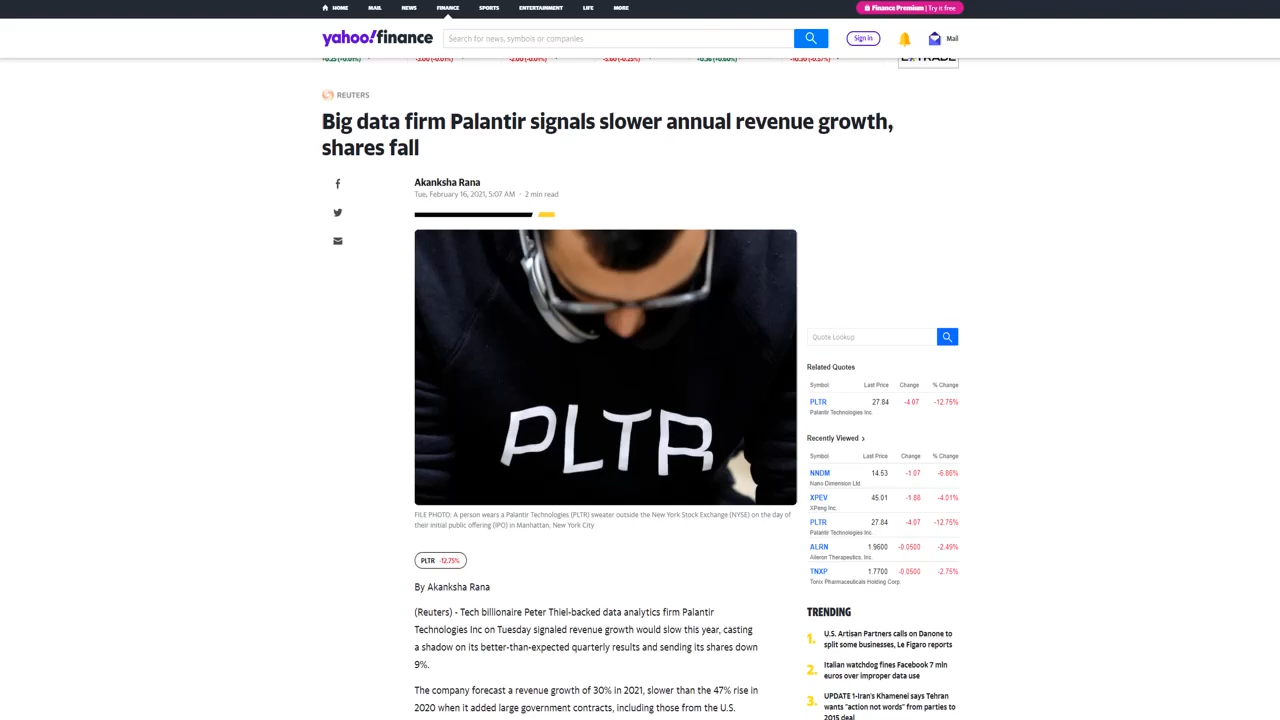 HOME MAIL NEWS FINANCE SPORTS ENTERTAINMENT LIFE MORE Finance Premium | Try it free
yahoo!finance Search for news, symbols or companies Sign in Mail
REUTERS
Big data firm Palantir signals slower annual revenue growth,
shares fall
Akanksha Rana
Tue, February 16, 2021, 5:07 AM · 2 min read
PLTR
FILE PHOTO: A person wears a Palantir Technologies (PLTR) sweater outside the New York Stock Exchange (NYSE) on the day of
their initial public offering (IPO) in Manhattan, New York City
PLTR -12.75%
By Akanksha Rana
(Reuters) - Tech billionaire Peter Thiel-backed data analytics firm Palantir
Technologies Inc on Tuesday signaled revenue growth would slow this year, casting
a shadow on its better-than-expected quarterly results and sending its shares down
9%.
The company forecast a revenue growth of 30% in 2021, slower than the 47% rise in
2020 when it added large government contracts, including those from the U.S.
Quote Lookup
Related Quotes
Symbol Last Price Change % Change
PLTR 27.84 -4.07 -12.75%
Palantir Technologies Inc.
Recently Viewed >
Symbol Last Price Change % Change
NNDM 14.53 -1.07 -6.86%
Nano Dimension Ltd.
XPEV 45.01 -1.88 -4.01%
XPeng Inc.
PLTR 27.84 -4.07 -12.75%
Palantir Technologies Inc.
ALRN 1.9600 -0.0500 -2.49%
Aileron Therapeutics, Inc.
TNXP 1.7700 -0.0500 -2.75%
Tonix Pharmaceuticals Holding Corp.
TRENDING
1. U.S. Artisan Partners calls on Danone to
split some businesses, Le Figaro reports
2. Italian watchdog fines Facebook 7 mln
euros over improper data use
3. UPDATE 1-Iran's Khamenei says Tehran
wants "action not words" from parties to
2015 deal